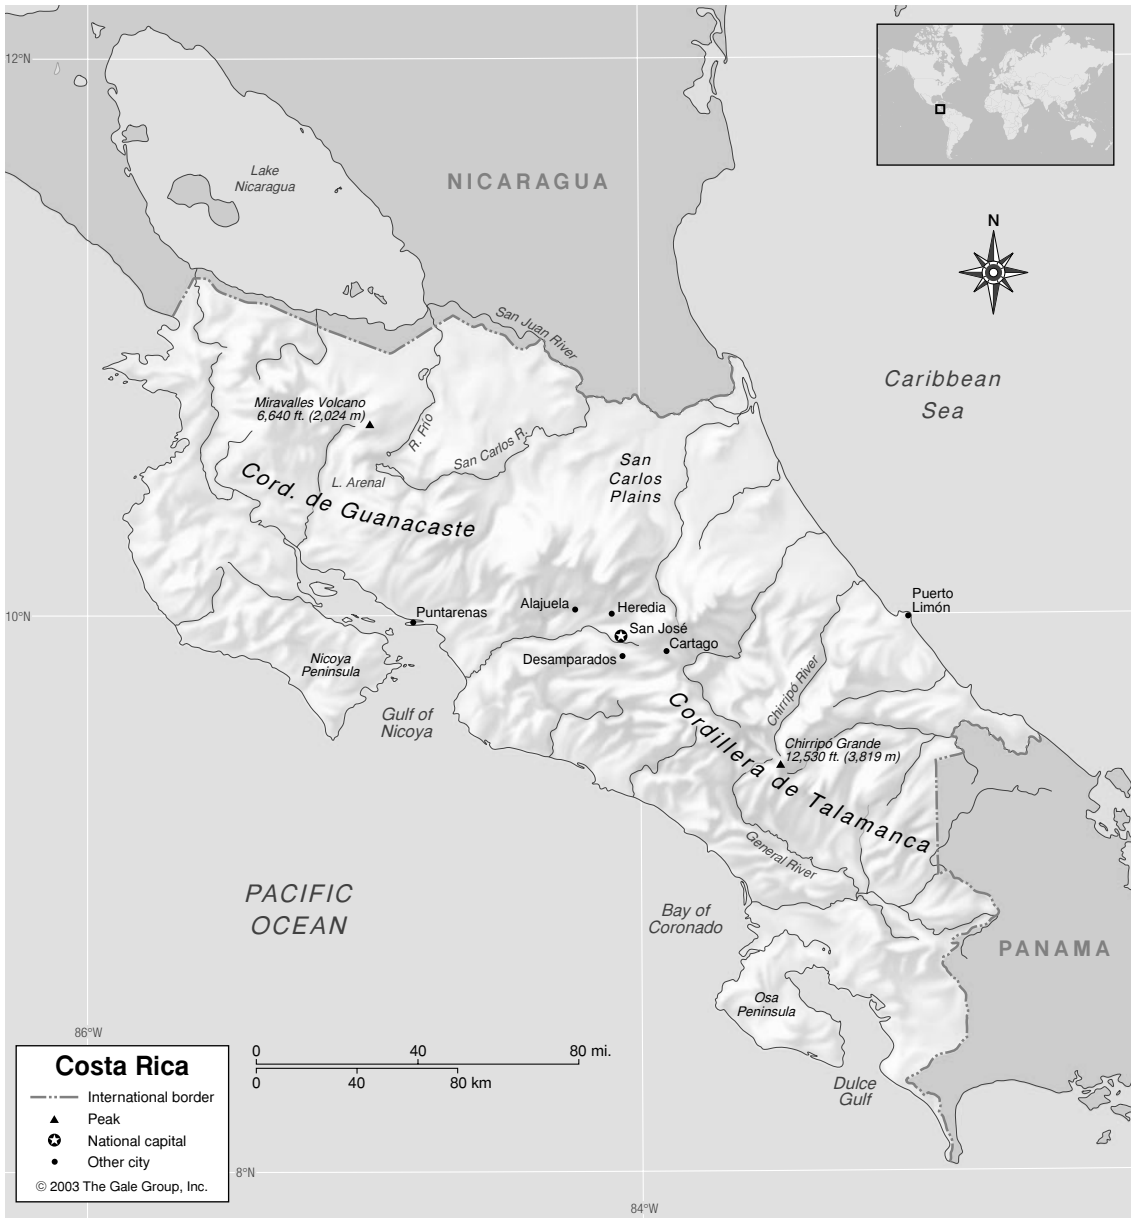 12°N
Lake
Nicaragua
NICARAGUA
N
San Juan River
Caribbean
Sea
Miravalles Volcano
6,640 ft. (2,024 m)
R. Frio
San Carlos R.
San
Carlos
Plains
L. Arenal
Cord. de Guanacaste
10°N
Puntarenas
Alajuela
Heredia
San José
Cartago
Desamparados
Puerto
Limón
Nicoya
Peninsula
Gulf of
Nicoya
Chirripó River
Cordillera de Talamanca
Chirripó Grande
12,530 ft. (3,819 m)
General River
PACIFIC
OCEAN
Bay of
Coronado
PANAMA
Osa
Peninsula
Dulce
Gulf
86°W
0 40 80 mi.
0 40 80 km
Costa Rica
International border
Peak
National capital
Other city
© 2003 The Gale Group, Inc.
8°N
84°W